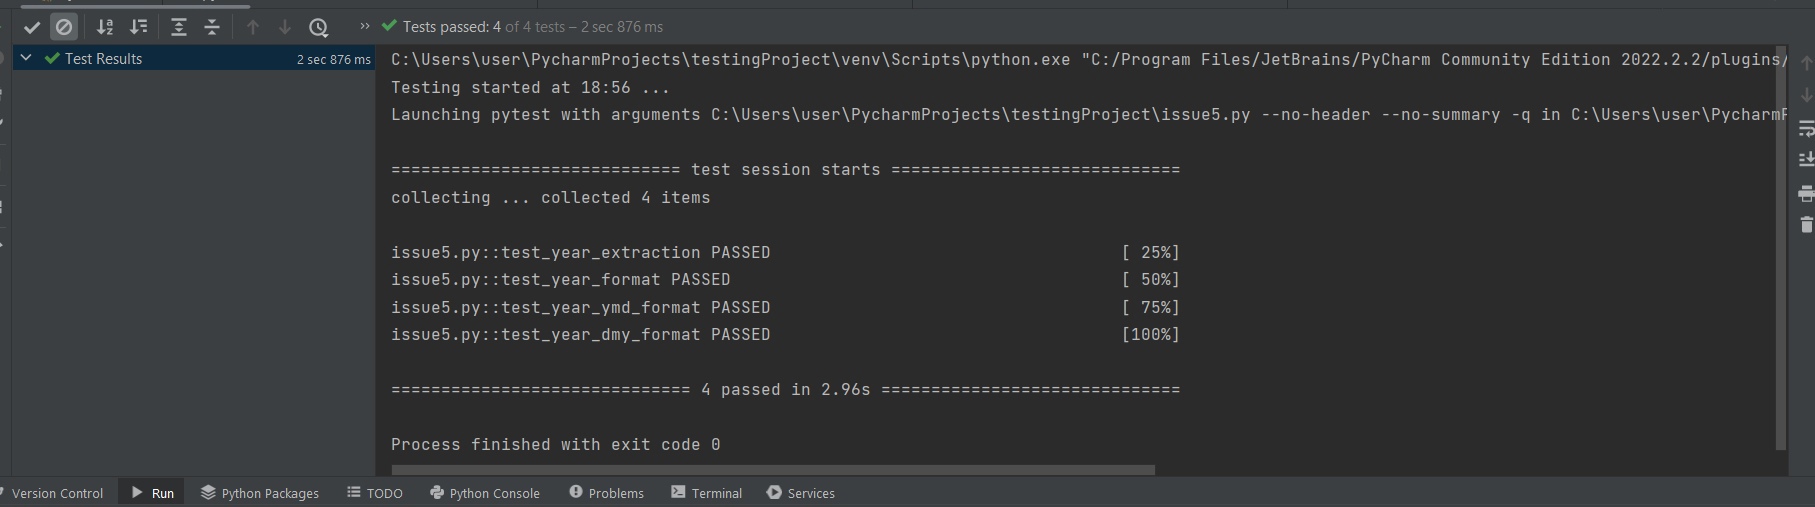 Tests passed: 4 of 4 tests – 2 sec 876 ms
Test Results 2 sec 876 ms
C:\Users\user\PycharmProjects\testingProject\venv\Scripts\python.exe "C:/Program Files/JetBrains/PyCharm Community Edition 2022.2.2/plugins/
Testing started at 18:56 ...
Launching pytest with arguments C:\Users\user\PycharmProjects\testingProject\issue5.py --no-header --no-summary -q in C:\Users\user\PycharmP
============================= test session starts =============================
collecting ... collected 4 items
issue5.py::test_year_extraction PASSED [ 25%]
issue5.py::test_year_format PASSED [ 50%]
issue5.py::test_year_ymd_format PASSED [ 75%]
issue5.py::test_year_dmy_format PASSED [100%]
============================== 4 passed in 2.96s ==============================
Process finished with exit code 0
Version Control Run Python Packages TODO Python Console Problems Terminal Services